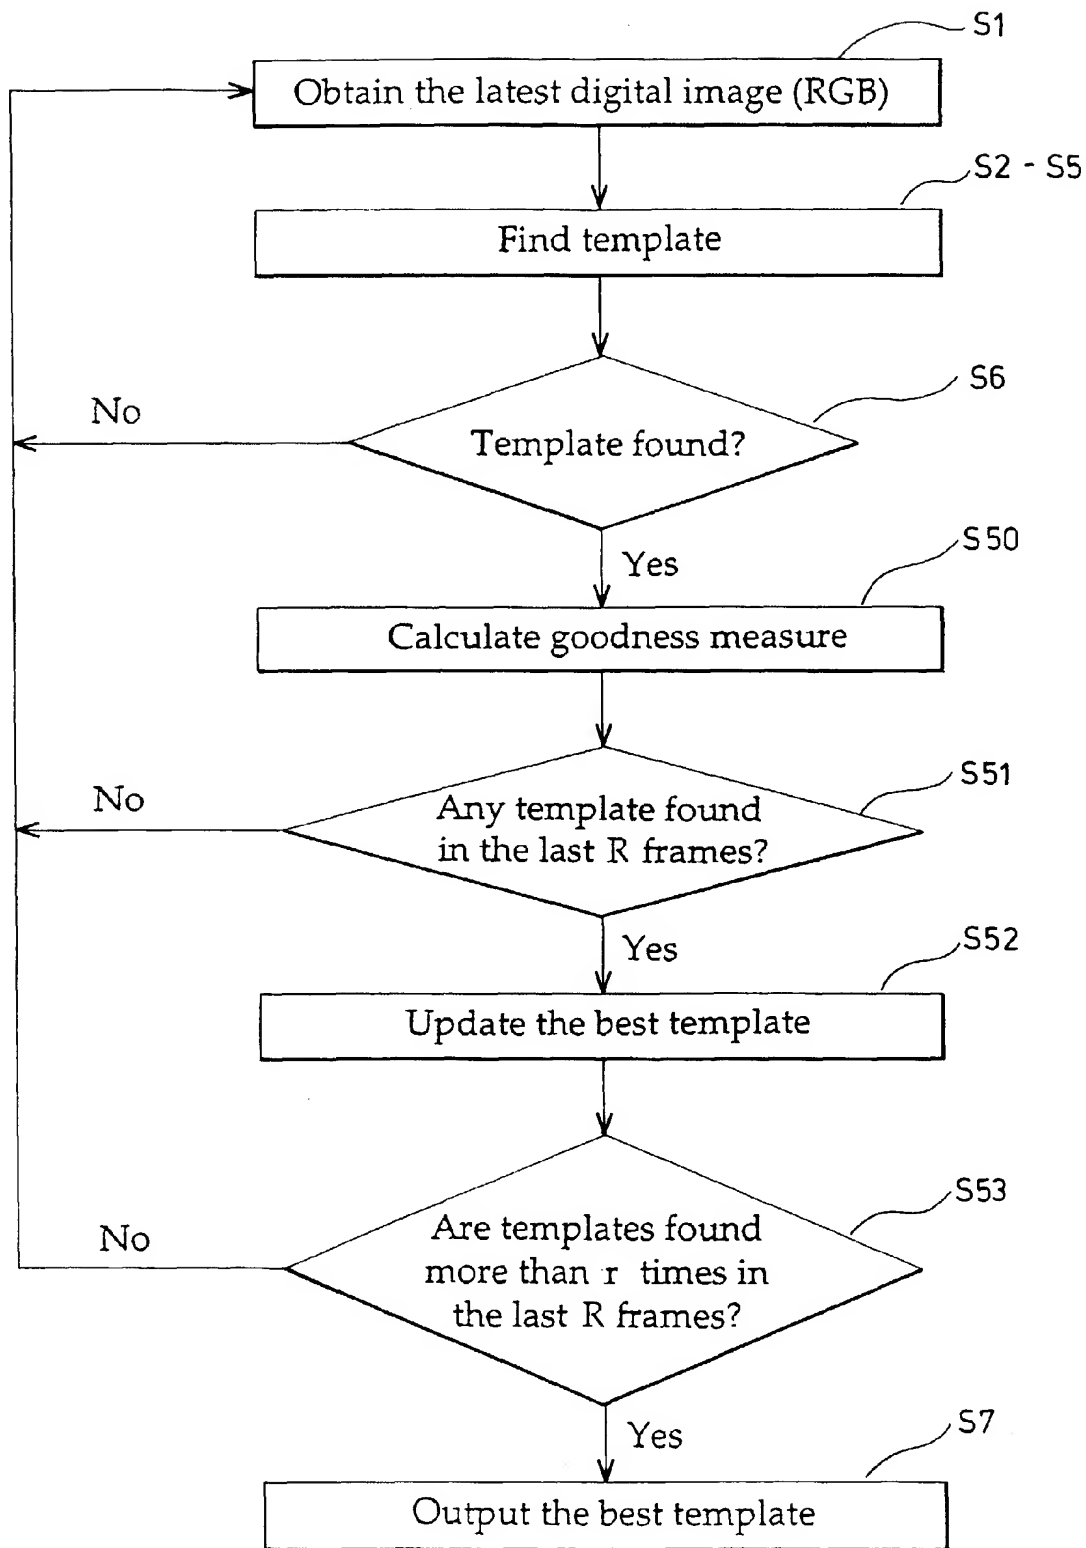 S1
Obtain the latest digital image (RGB)
S2 - S5
Find template
S6
No
Template found?
Yes
S50
Calculate goodness measure
S51
No
Any template found
in the last R frames?
Yes
S52
Update the best template
S53
No
Are templates found
more than r times in
the last R frames?
Yes
S7
Output the best template